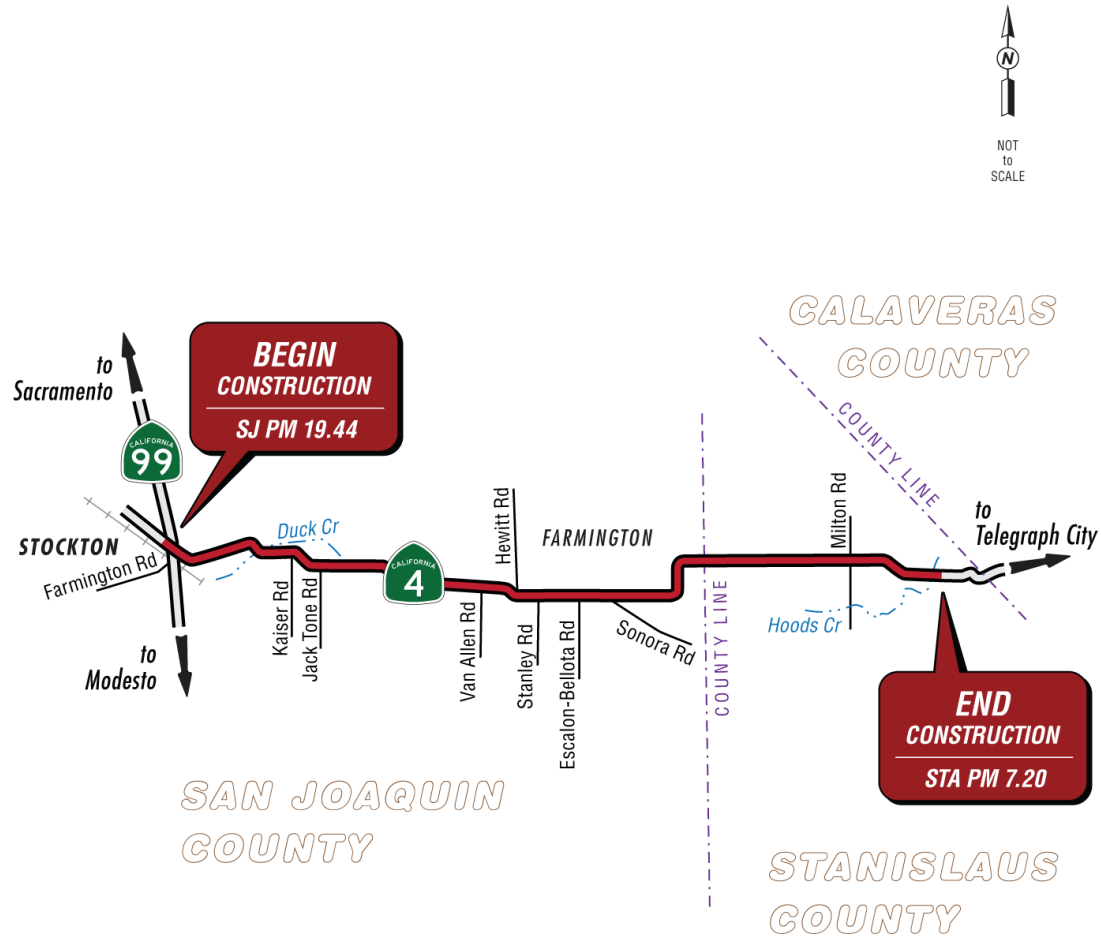 N
NOT
to
SCALE
CALAVERAS
COUNTY
to
Sacramento
BEGIN
CONSTRUCTION
SJ PM 19.44
CALIFORNIA
99
COUNTY LINE
STOCKTON
Farmington Rd
Duck Cr
Kaiser Rd
Jack Tone Rd
CALIFORNIA
4
Hewitt Rd
FARMINGTON
Van Allen Rd
Stanley Rd
Escalon-Bellota Rd
Sonora Rd
COUNTY LINE
Milton Rd
Hoods Cr
to
Telegraph City
to
Modesto
END
CONSTRUCTION
STA PM 7.20
SAN JOAQUIN
COUNTY
STANISLAUS
COUNTY